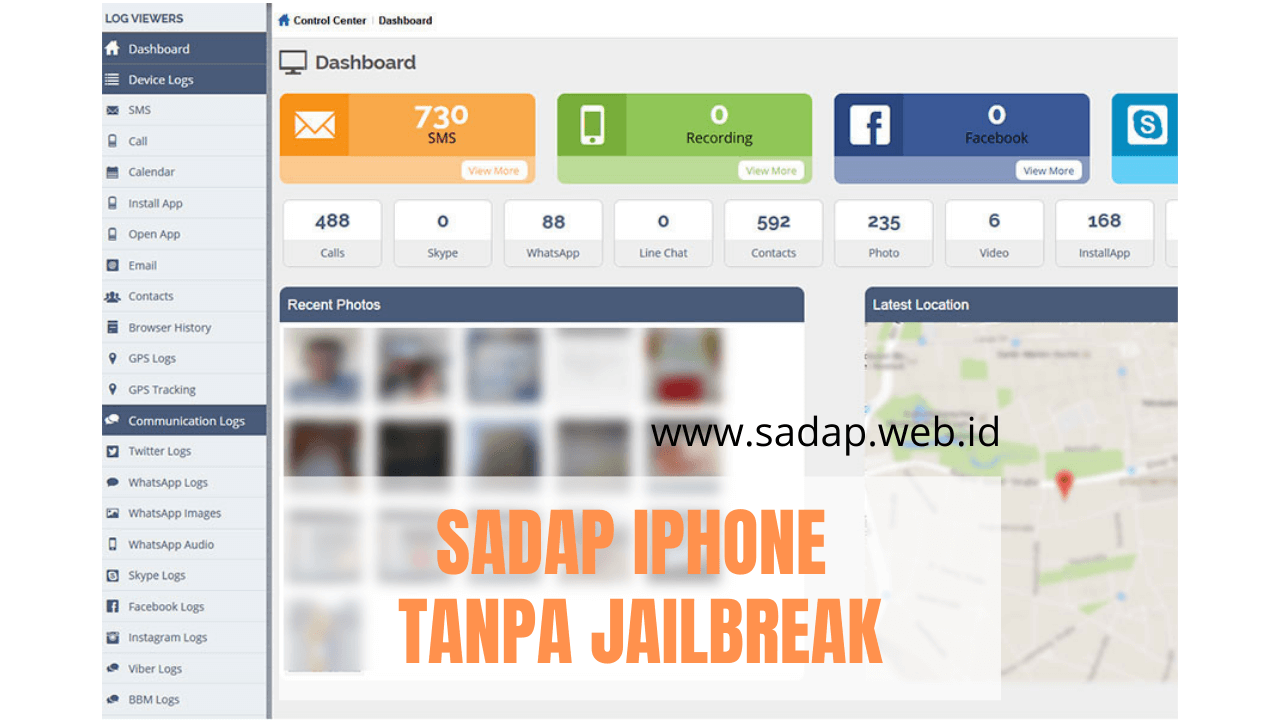 LOG VIEWERS
Dashboard
Device Logs
SMS
Call
Calendar
Install App
Open App
Email
Contacts
Browser History
GPS Logs
GPS Tracking
Communication Logs
Twitter Logs
WhatsApp Logs
WhatsApp Images
WhatsApp Audio
Skype Logs
Facebook Logs
Instagram Logs
Viber Logs
BBM Logs
Control Center Dashboard
Dashboard
730
SMS
View More
0
Recording
View More
0
Facebook
View More
488
Calls
0
Skype
88
WhatsApp
0
Line Chat
592
Contacts
235
Photo
6
Video
168
InstallApp
Recent Photos
Latest Location
www.sadap.web.id
SADAP IPHONE
TANPA JAILBREAK